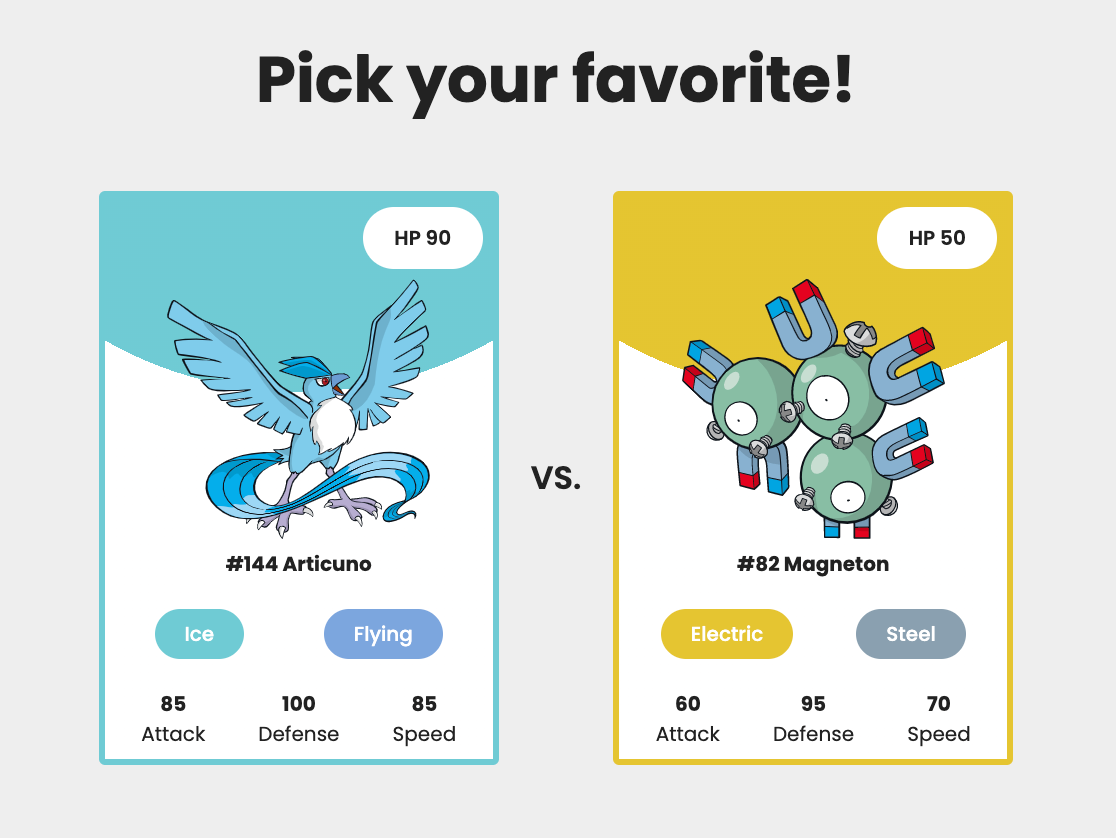 Pick your favorite!
HP 90
#144 Articuno
Ice Flying
85 100 85
Attack Defense Speed
vs.
HP 50
#82 Magneton
Electric Steel
60 95 70
Attack Defense Speed